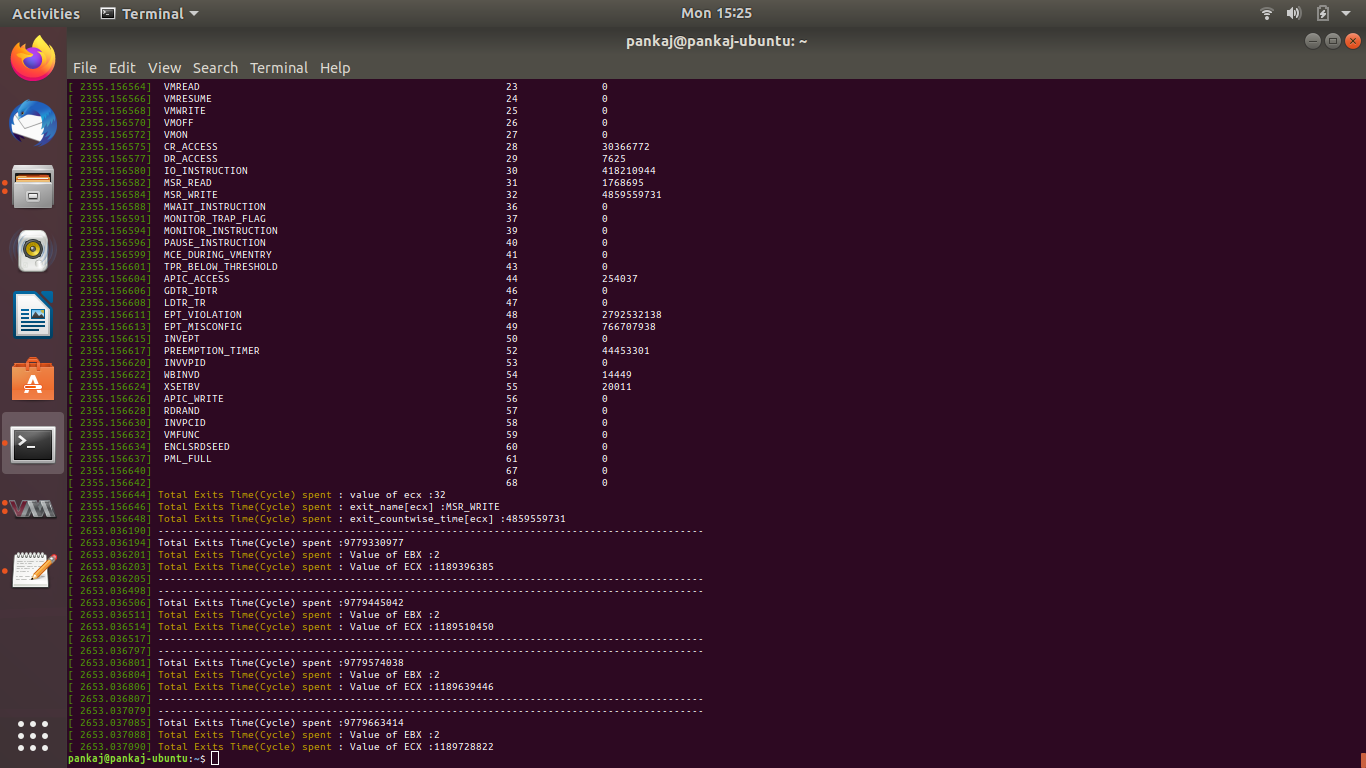 Activities Terminal Mon 15:25
pankaj@pankaj-ubuntu: ~
File Edit View Search Terminal Help
[ 2355.156564] VMREAD 23 0
[ 2355.156566] VMRESUME 24 0
[ 2355.156568] VMWRITE 25 0
[ 2355.156570] VMOFF 26 0
[ 2355.156572] VMON 27 0
[ 2355.156575] CR_ACCESS 28 30366772
[ 2355.156577] DR_ACCESS 29 7625
[ 2355.156580] IO_INSTRUCTION 30 418210944
[ 2355.156582] MSR_READ 31 1768695
[ 2355.156584] MSR_WRITE 32 4859559731
[ 2355.156588] MWAIT_INSTRUCTION 36 0
[ 2355.156591] MONITOR_TRAP_FLAG 37 0
[ 2355.156594] MONITOR_INSTRUCTION 39 0
[ 2355.156596] PAUSE_INSTRUCTION 40 0
[ 2355.156599] MCE_DURING_VMENTRY 41 0
[ 2355.156601] TPR_BELOW_THRESHOLD 43 0
[ 2355.156604] APIC_ACCESS 44 254037
[ 2355.156606] GDTR_IDTR 46 0
[ 2355.156608] LDTR_TR 47 0
[ 2355.156611] EPT_VIOLATION 48 2792532138
[ 2355.156613] EPT_MISCONFIG 49 766707938
[ 2355.156615] INVEPT 50 0
[ 2355.156617] PREEMPTION_TIMER 52 44453301
[ 2355.156620] INVVPID 53 0
[ 2355.156622] WBINVD 54 14449
[ 2355.156624] XSETBV 55 20011
[ 2355.156626] APIC_WRITE 56 0
[ 2355.156628] RDRAND 57 0
[ 2355.156630] INVPCID 58 0
[ 2355.156632] VMFUNC 59 0
[ 2355.156634] ENCLSRDSEED 60 0
[ 2355.156637] PML_FULL 61 0
[ 2355.156640] 67 0
[ 2355.156642] 68 0
[ 2355.156644] Total Exits Time(Cycle) spent : value of ecx :32
[ 2355.156646] Total Exits Time(Cycle) spent : exit_name[ecx] :MSR_WRITE
[ 2355.156648] Total Exits Time(Cycle) spent : exit_countwise_time[ecx] :4859559731
[ 2653.036190] -------------------------------------------------------------------------------------------
[ 2653.036194] Total Exits Time(Cycle) spent :9779330977
[ 2653.036201] Total Exits Time(Cycle) spent : Value of EBX :2
[ 2653.036203] Total Exits Time(Cycle) spent : Value of ECX :1189396385
[ 2653.036205] -------------------------------------------------------------------------------------------
[ 2653.036498] -------------------------------------------------------------------------------------------
[ 2653.036506] Total Exits Time(Cycle) spent :9779445042
[ 2653.036511] Total Exits Time(Cycle) spent : Value of EBX :2
[ 2653.036514] Total Exits Time(Cycle) spent : Value of ECX :1189510450
[ 2653.036517] -------------------------------------------------------------------------------------------
[ 2653.036797] -------------------------------------------------------------------------------------------
[ 2653.036801] Total Exits Time(Cycle) spent :9779574038
[ 2653.036804] Total Exits Time(Cycle) spent : Value of EBX :2
[ 2653.036806] Total Exits Time(Cycle) spent : Value of ECX :1189639446
[ 2653.036807] -------------------------------------------------------------------------------------------
[ 2653.037079] -------------------------------------------------------------------------------------------
[ 2653.037085] Total Exits Time(Cycle) spent :9779663414
[ 2653.037088] Total Exits Time(Cycle) spent : Value of EBX :2
[ 2653.037090] Total Exits Time(Cycle) spent : Value of ECX :1189728822
pankaj@pankaj-ubuntu:~$